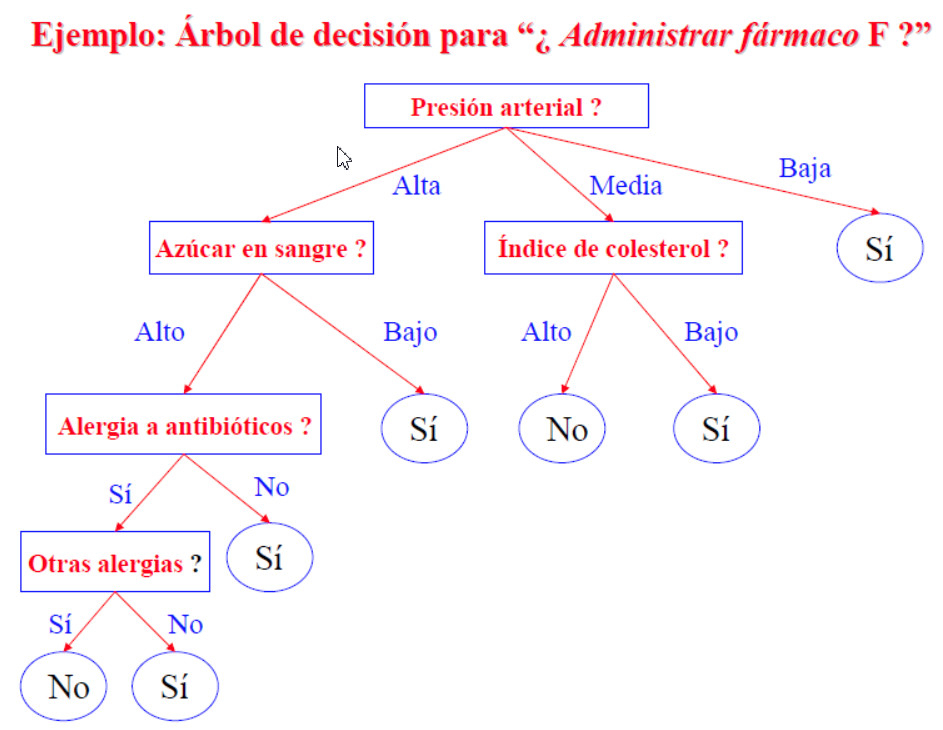 Ejemplo: Árbol de decisión para “¿ Administrar fármaco F ?”
Presión arterial ?
Alta
Media
Baja
Azúcar en sangre ?
Índice de colesterol ?
Sí
Alto
Bajo
Alto
Bajo
Alergia a antibióticos ?
Sí
No
Sí
Sí
No
Otras alergias ?
Sí
Sí
No
No
Sí